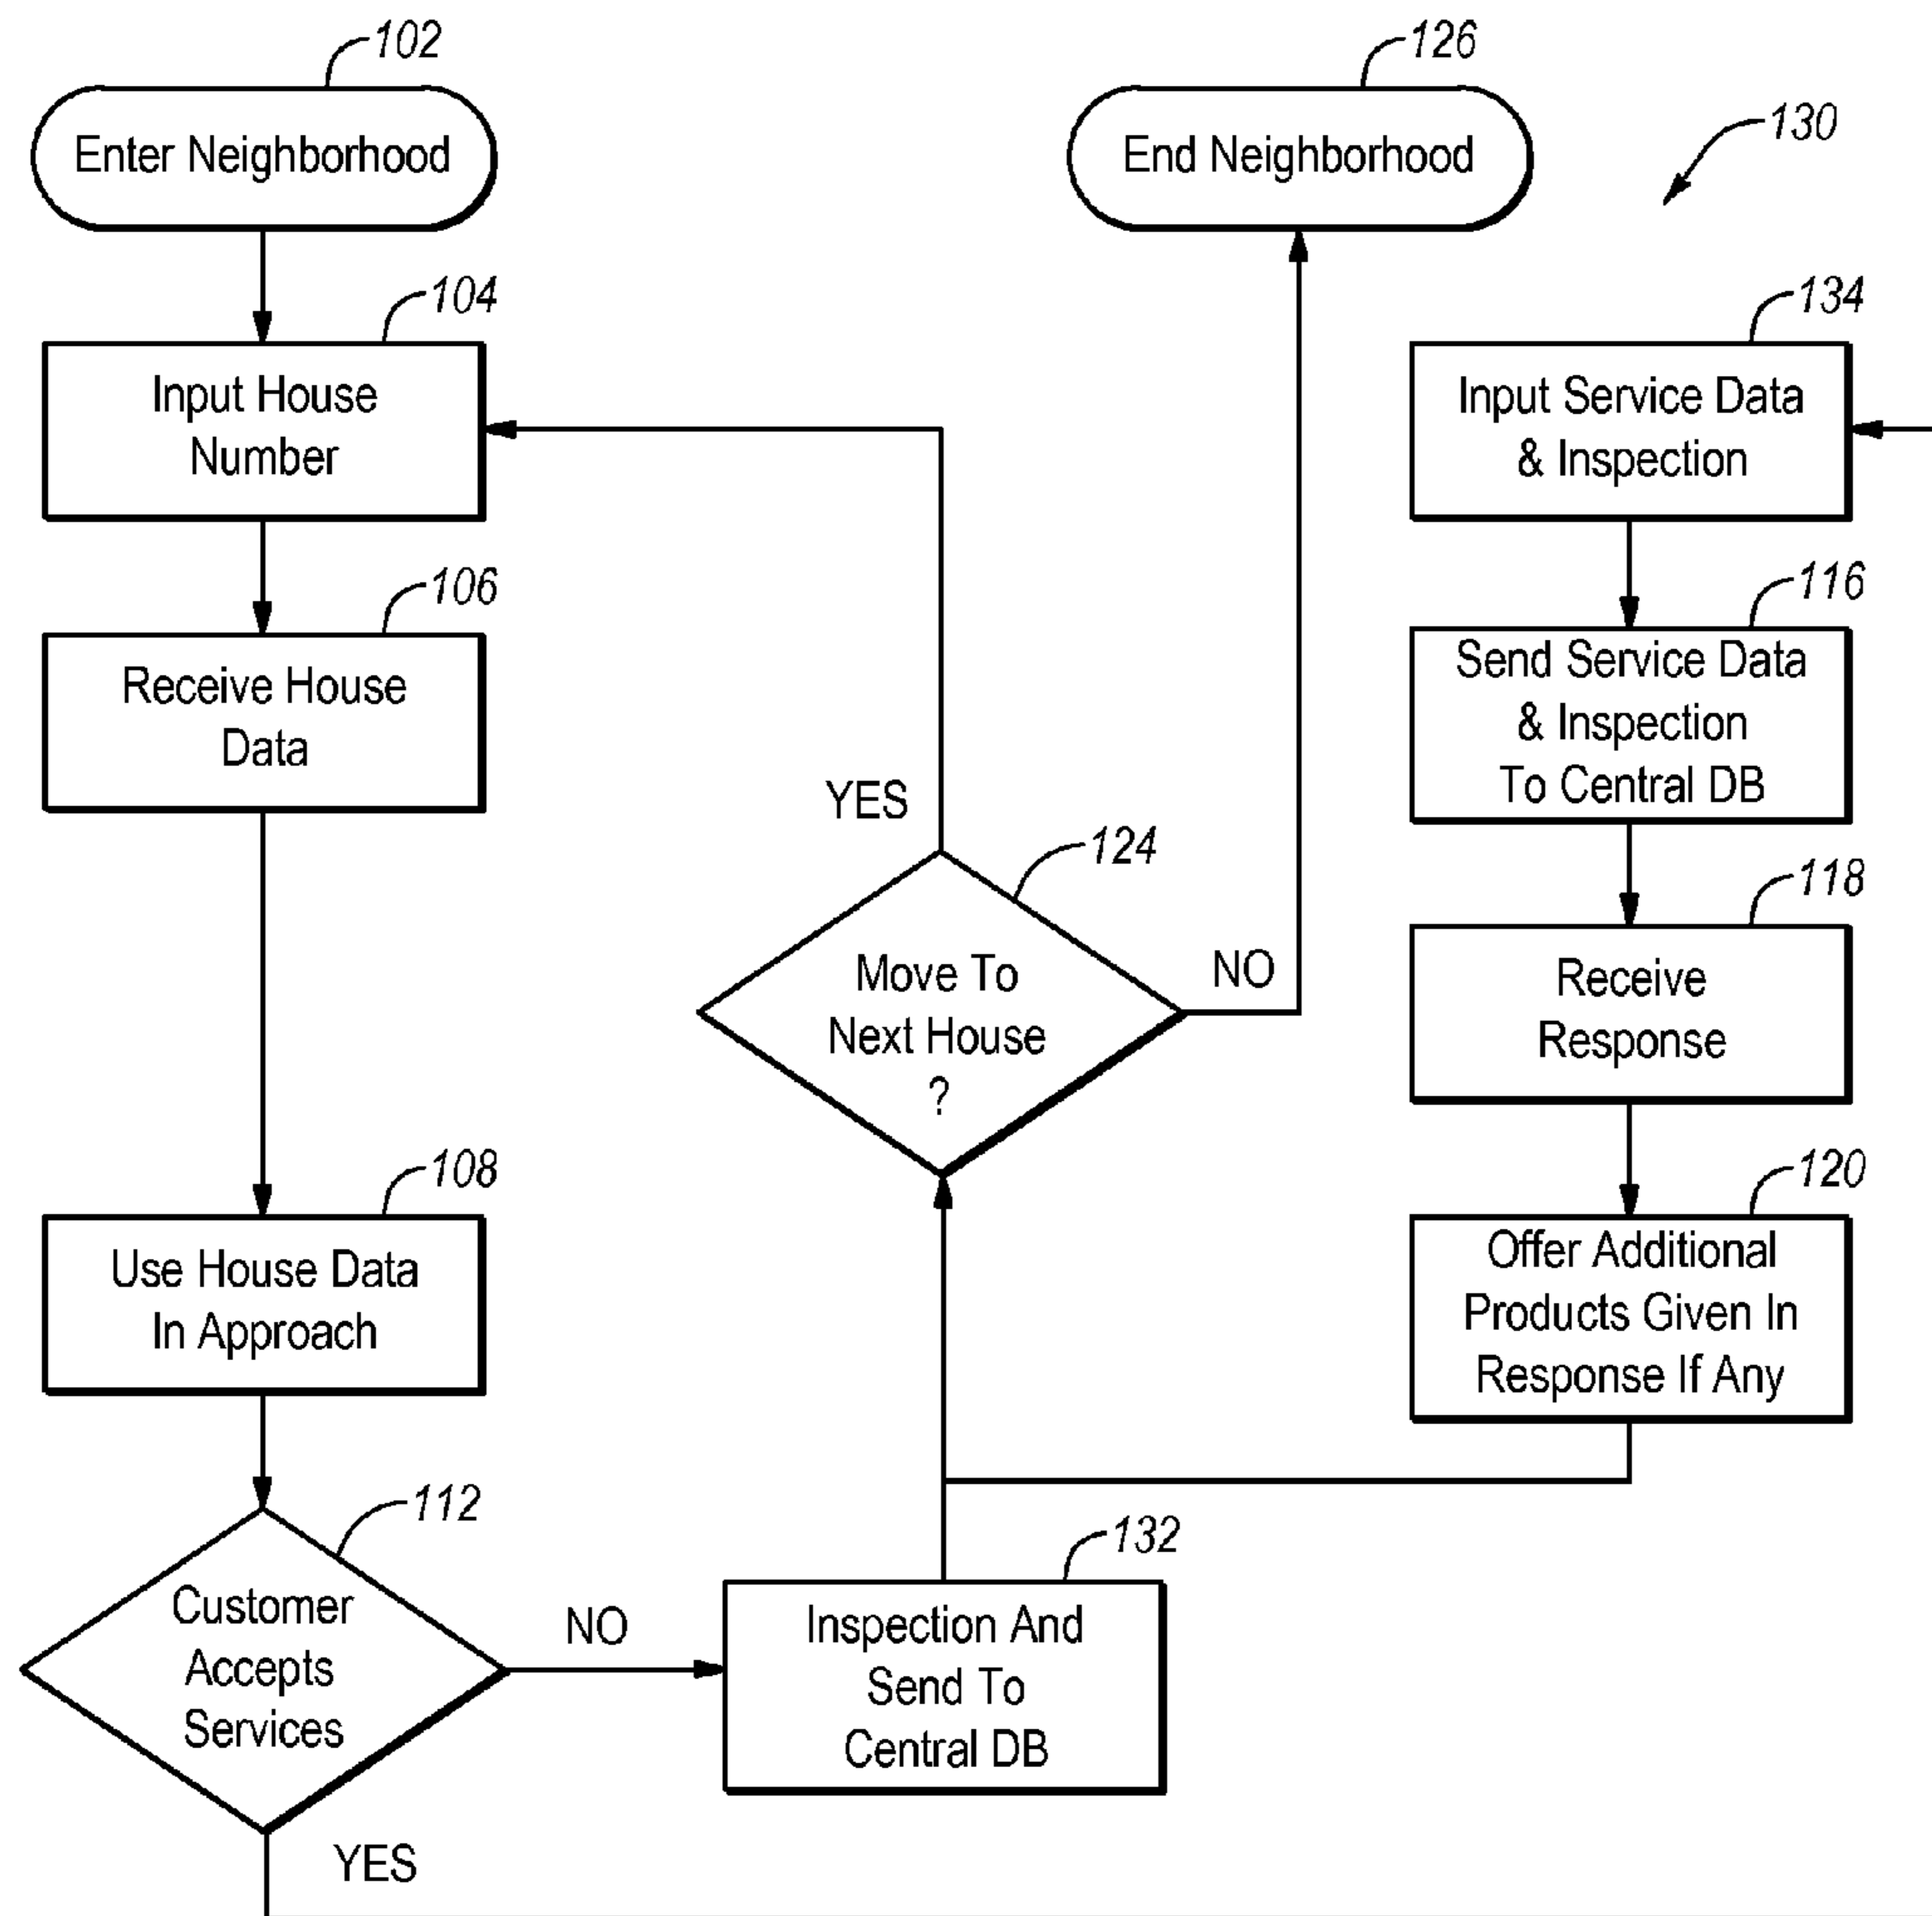 102
Enter Neighborhood
104
Input House
Number
106
Receive House
Data
108
Use House Data
In Approach
112
Customer
Accepts
Services
YES
NO
132
Inspection And
Send To
Central DB
124
Move To
Next House
?
YES
NO
126
End Neighborhood
130
134
Input Service Data
& Inspection
116
Send Service Data
& Inspection
To Central DB
118
Receive
Response
120
Offer Additional
Products Given In
Response If Any